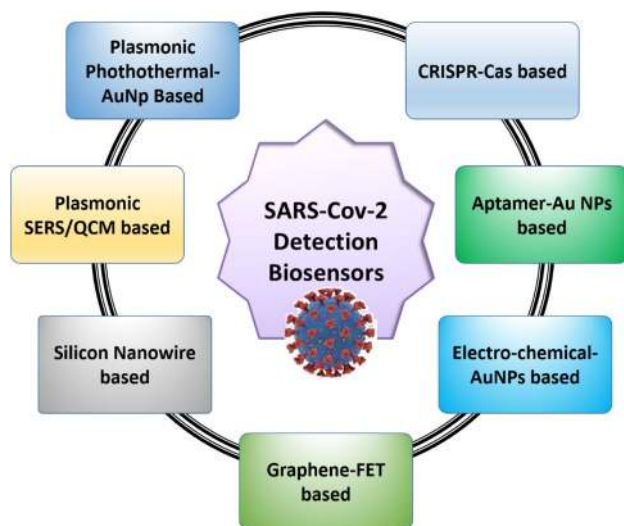 Plasmonic
Phothothermal-
AuNp Based
CRISPR-Cas based
Plasmonic
SERS/QCM based
SARS-Cov-2
Detection
Biosensors
Aptamer-Au NPs
based
Silicon Nanowire
based
Electro-chemical-
AuNPs based
Graphene-FET
based